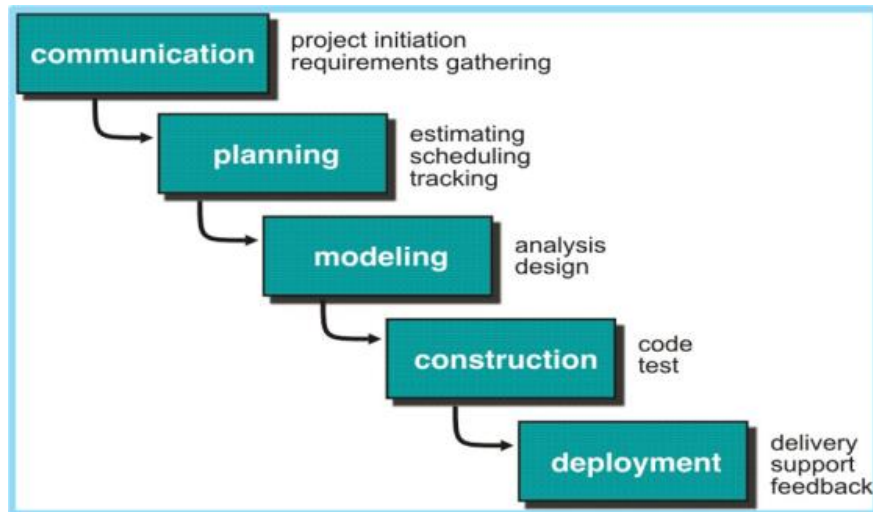 communication
project initiation
requirements gathering
planning
estimating
scheduling
tracking
modeling
analysis
design
construction
code
test
deployment
delivery
support
feedback